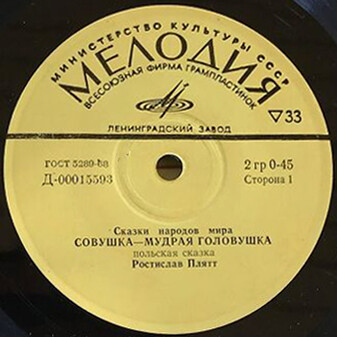 МИНИСТЕРСТВО КУЛЬТУРЫ СССР
МЕЛОДИЯ
ВСЕСОЮЗНАЯ ФИРМА ГРАМПЛАСТИНОК
33
ЛЕНИНГРАДСКИЙ ЗАВОД
ГОСТ 5289-68
2 гр 0-45
Д-00015593
Сторона 1
Сказки народов мира
СОВУШКА—МУДРАЯ ГОЛОВУШКА
польская сказка
Ростислав Плятт